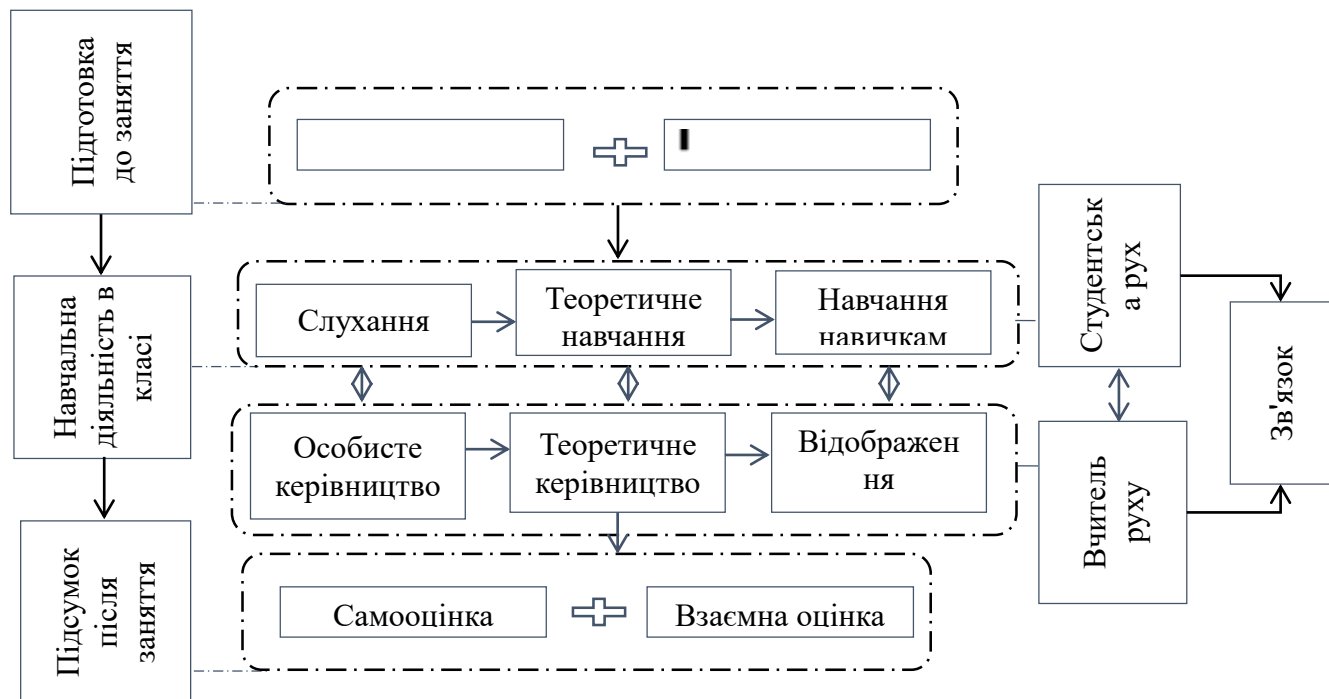 Підготовка
до заняття
Слухання
Теоретичне
навчання
Навчання
навичкам
Студентськ
а рух
Навчальна
діяльність в
класі
Зв'язок
Особисте
керівництво
Теоретичне
керівництво
Відображен
ня
Вчитель
руху
Підсумок
після
заняття
Самооцінка
Взаємна оцінка